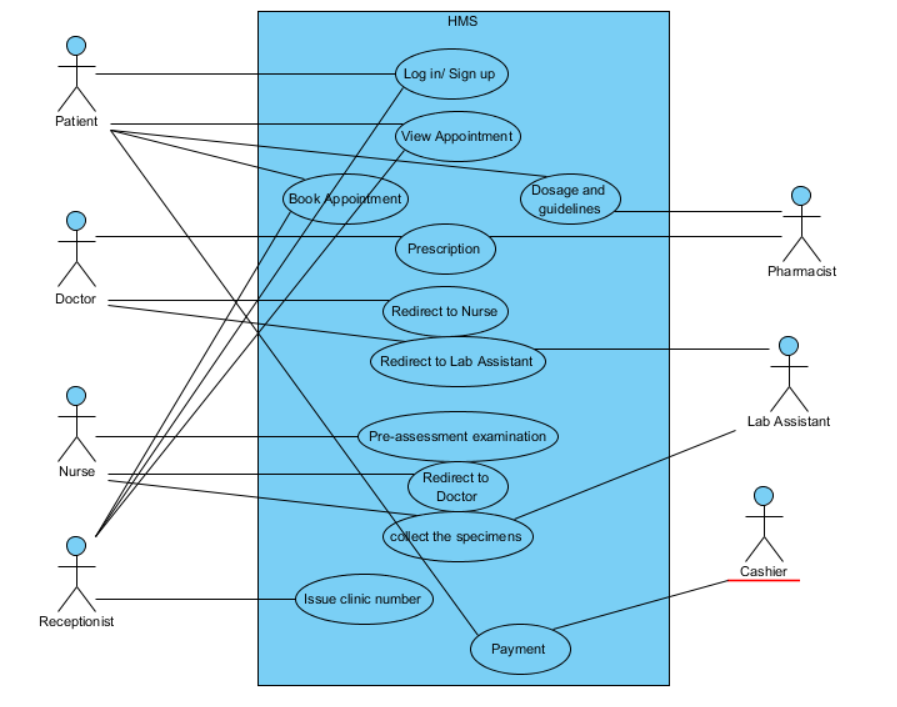 HMS
Log in/ Sign up
Patient
View Appointment
Book Appointment
Dosage and
guidelines
Prescription
Pharmacist
Doctor
Redirect to Nurse
Redirect to Lab Assistant
Lab Assistant
Pre-assessment examination
Nurse
Redirect to
Doctor
collect the specimens
Cashier
Issue clinic number
Receptionist
Payment